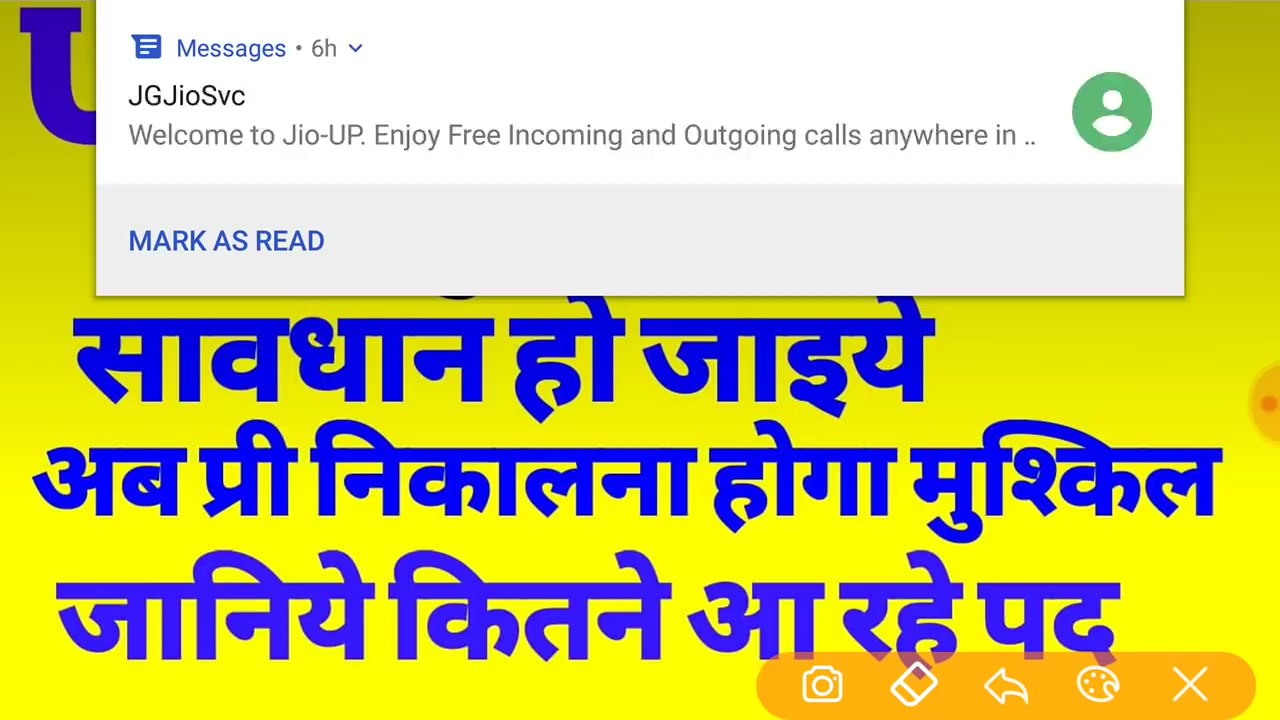 Messages • 6h
JGJioSvc
Welcome to Jio-UP. Enjoy Free Incoming and Outgoing calls anywhere in ..
MARK AS READ
सावधान हो जाइये
अब प्री निकालना होगा मुश्किल
जानिये कितने आ रहे पद